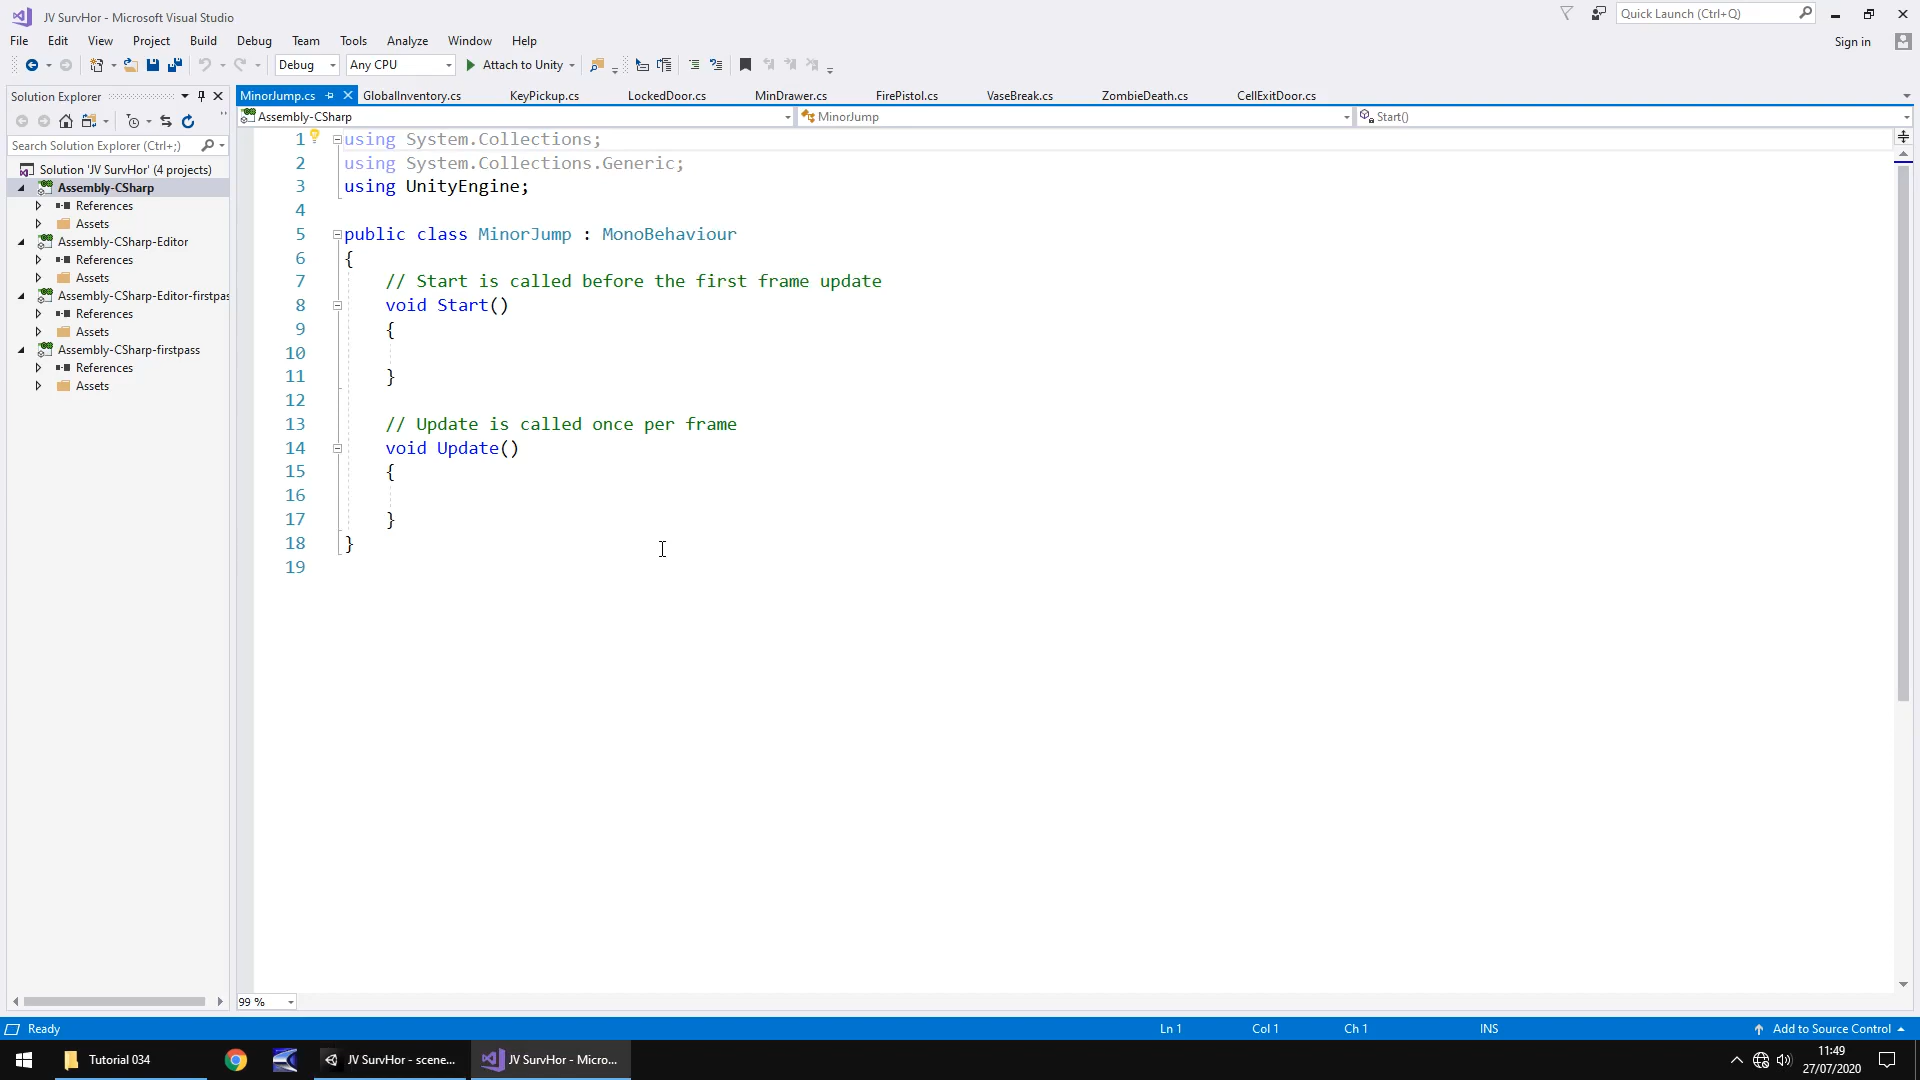 JV SurvHor - Microsoft Visual Studio
Quick Launch (Ctrl+Q)
File Edit View Project Build Debug Team Tools Analyze Window Help
Sign in
Debug Any CPU Attach to Unity
Solution Explorer
MinorJump.cs GlobalInventory.cs KeyPickup.cs LockedDoor.cs MinDrawer.cs FirePistol.cs VaseBreak.cs ZombieDeath.cs CellExitDoor.cs
Assembly-CSharp MinorJump Start()
Search Solution Explorer (Ctrl+;)
Solution 'JV SurvHor' (4 projects)
Assembly-CSharp
References
Assets
Assembly-CSharp-Editor
References
Assets
Assembly-CSharp-Editor-firstpas
References
Assets
Assembly-CSharp-firstpass
References
Assets
1 using System.Collections;
2 using System.Collections.Generic;
3 using UnityEngine;
4
5 public class MinorJump : MonoBehaviour
6 {
7 // Start is called before the first frame update
8 void Start()
9 {
10
11 }
12
13 // Update is called once per frame
14 void Update()
15 {
16
17 }
18 }
19
99 %
Ready Ln 1 Col 1 Ch 1 INS Add to Source Control
Tutorial 034 JV SurvHor - scene... JV SurvHor - Micro...
11:49
27/07/2020